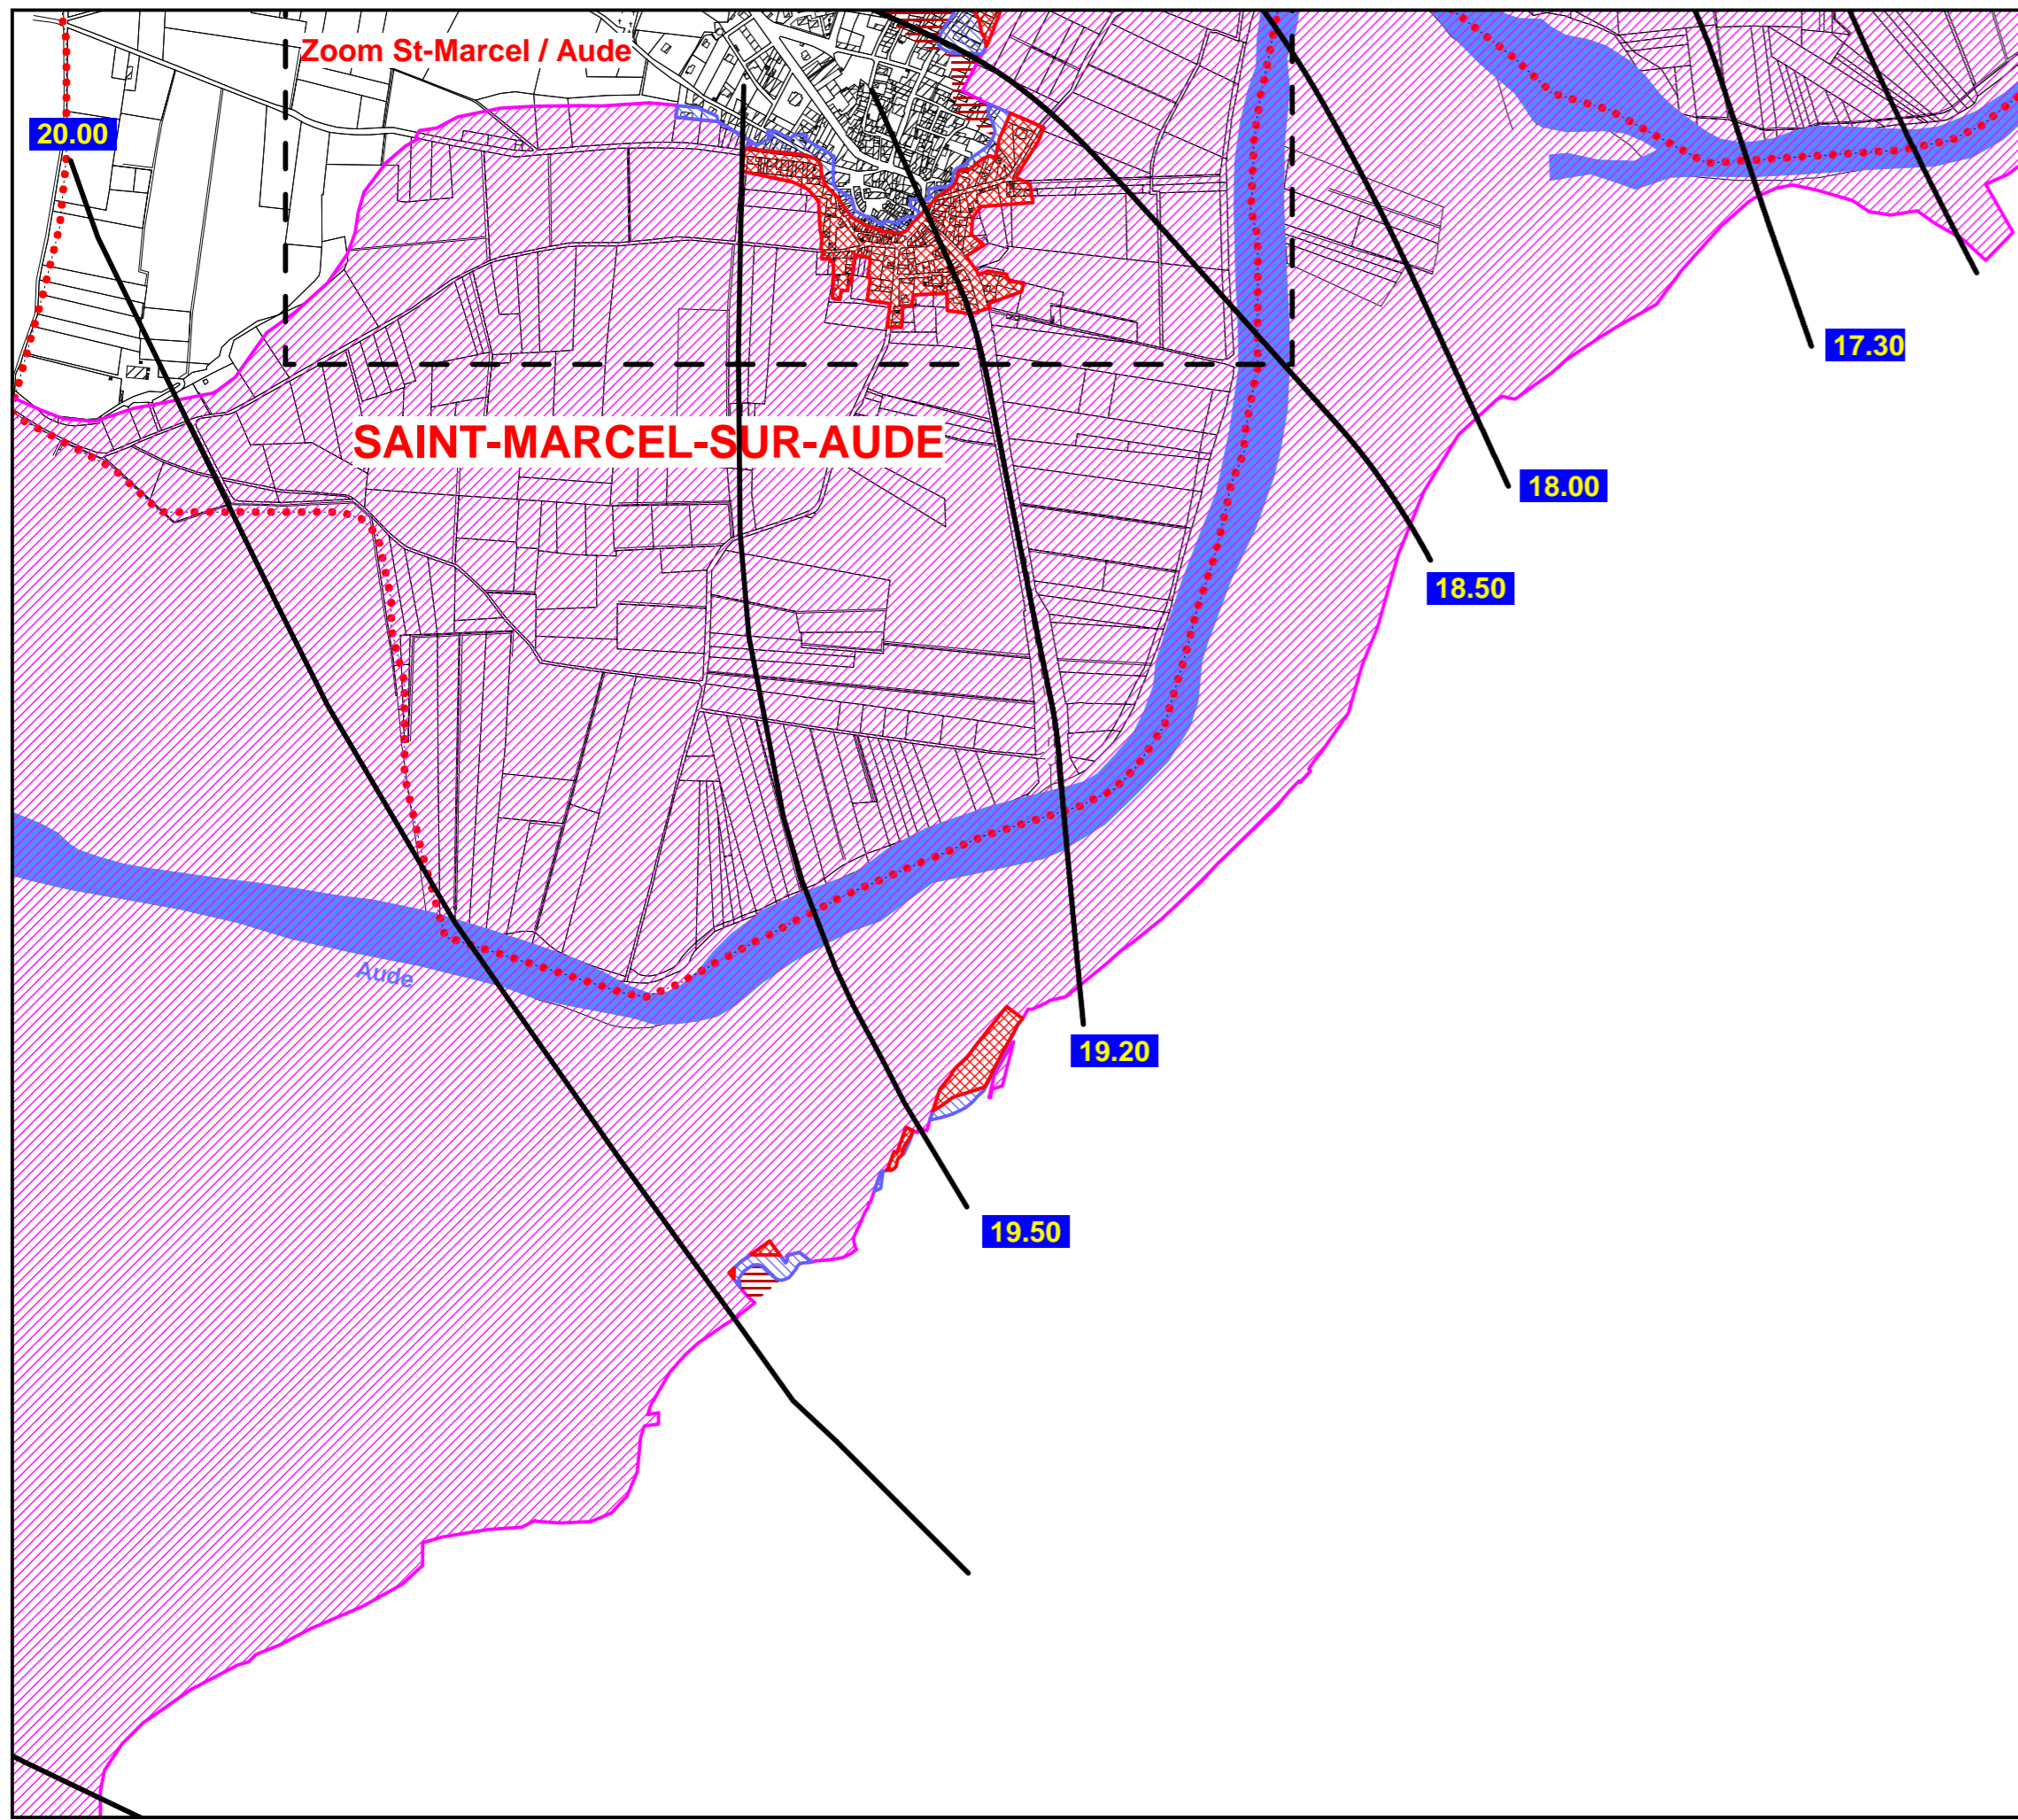 Zoom St-Marcel / Aude
20.00
17.30
SAINT-MARCEL-SUR-AUDE
18.00
18.50
Aude
19.20
19.50